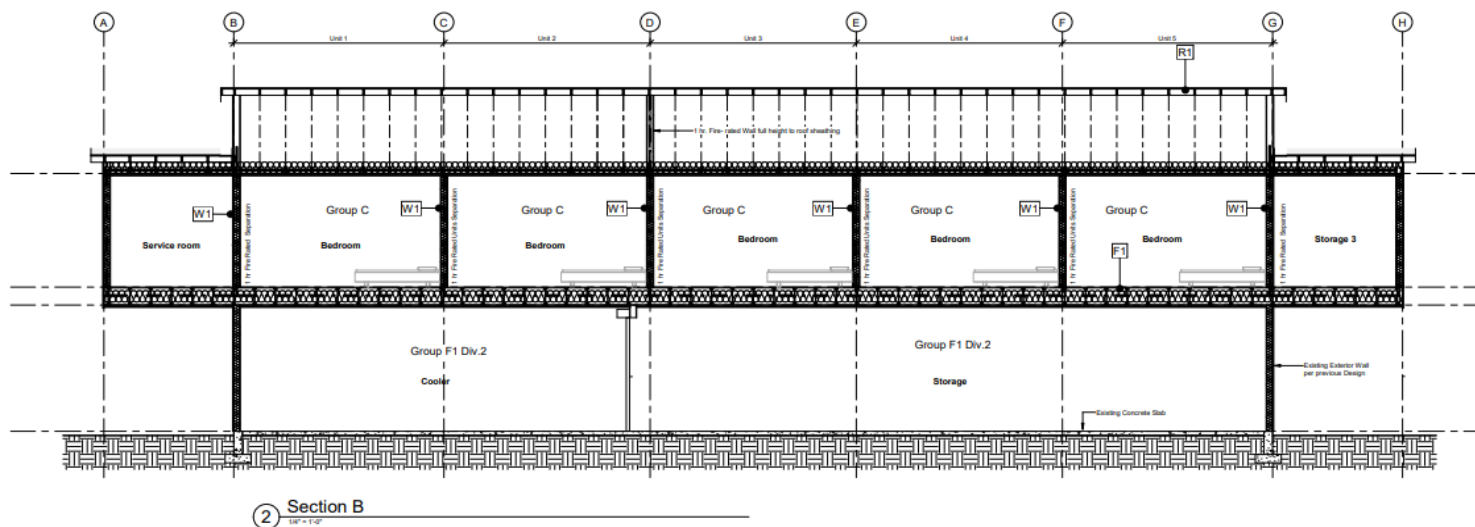 A B C D E F G H
Unit 1 Unit 2 Unit 3 Unit 4 Unit 5
R1
1 hr. Fire- rated Wall full height to roof sheathing
W1 W1 W1 W1 W1 W1
Group C Group C Group C Group C Group C
Service room Bedroom Bedroom Bedroom Bedroom Bedroom Storage 3
1 hr Fire Rated Separation
1 hr Fire Rated Units Separation
1 hr Fire Rated Units Separation
1 hr Fire Rated Units Separation
1 hr Fire Rated Units Separation
1 hr Fire Rated Separation
F1
Group F1 Div.2 Group F1 Div.2
Cooler Storage
Existing Exterior Wall
per previous Design
Existing Concrete Slab
2 Section B
1/4" = 1'-0"